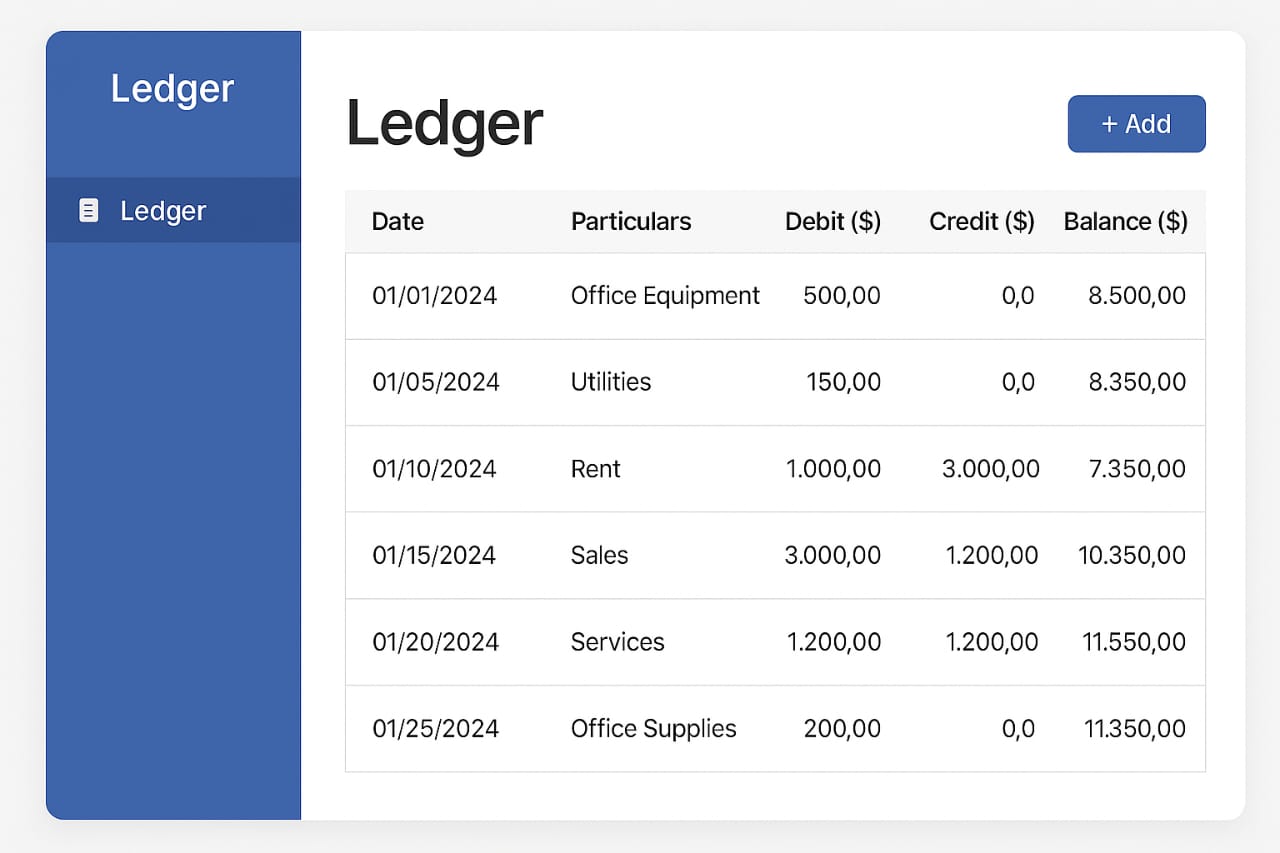 Ledger
Ledger
Ledger
+ Add
Date Particulars Debit ($) Credit ($) Balance ($)
01/01/2024 Office Equipment 500,00 0,0 8.500,00
01/05/2024 Utilities 150,00 0,0 8.350,00
01/10/2024 Rent 1.000,00 3.000,00 7.350,00
01/15/2024 Sales 3.000,00 1.200,00 10.350,00
01/20/2024 Services 1.200,00 1.200,00 11.550,00
01/25/2024 Office Supplies 200,00 0,0 11.350,00